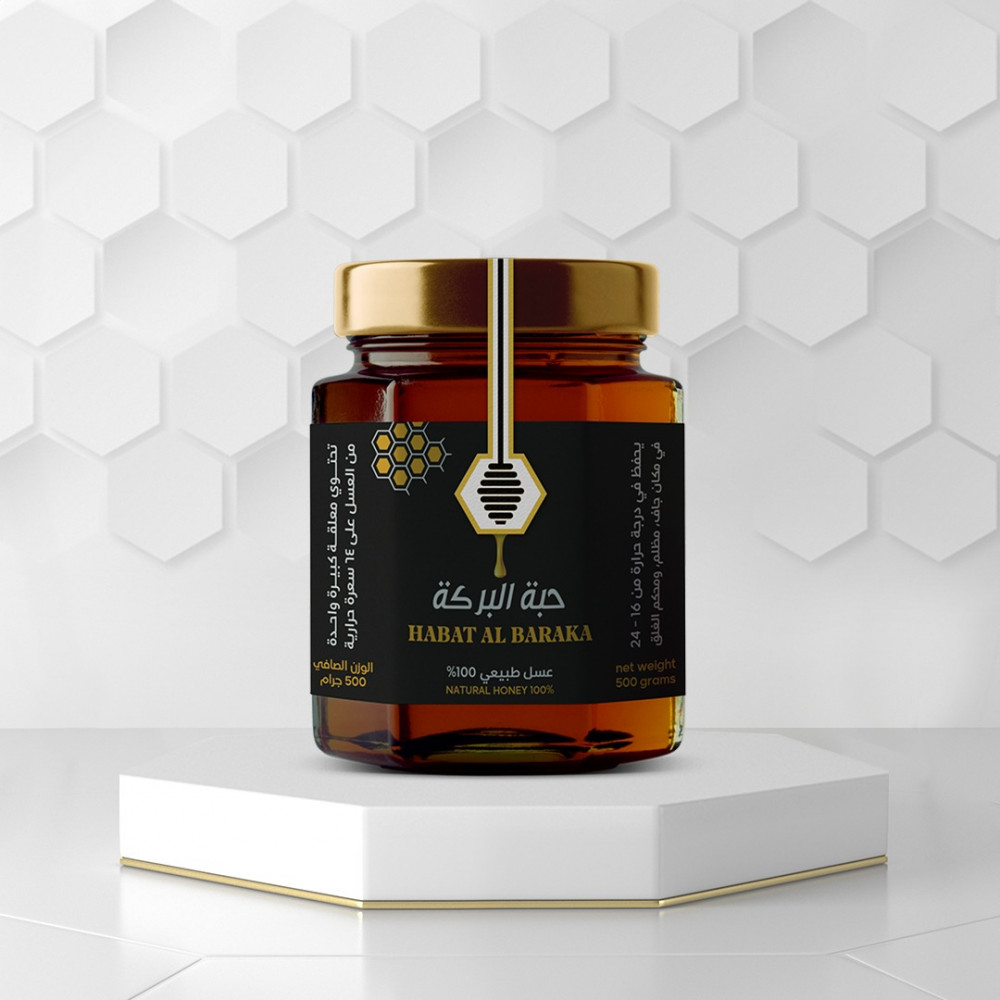 تحتوي معلقة كبيرة واحدة
من العسل على ٦٤ سعرة حرارية
الوزن الصافي
500 جرام
حبة البركة
HABAT AL BARAKA
عسل طبيعي 100%
NATURAL HONEY 100%
يحفظ في درجة حرارة من 16 - 24
في مكان جاف، مظلم، ومحكم الغلق
net weight
500 grams